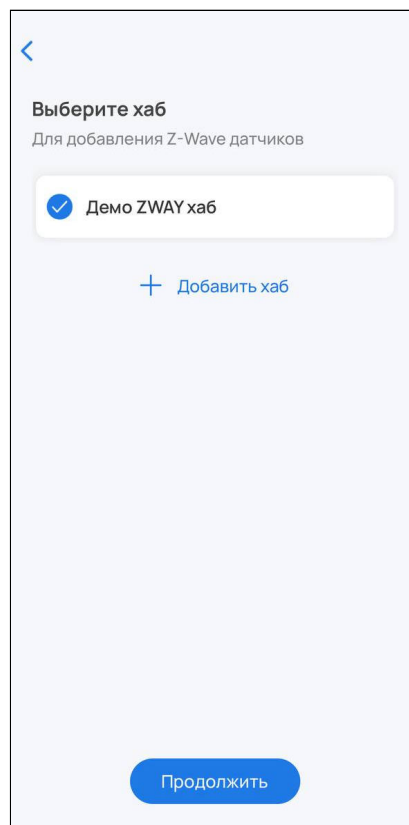 Выберите хаб
Для добавления Z-Wave датчиков
Демо ZWAY хаб
Добавить хаб
Продолжить